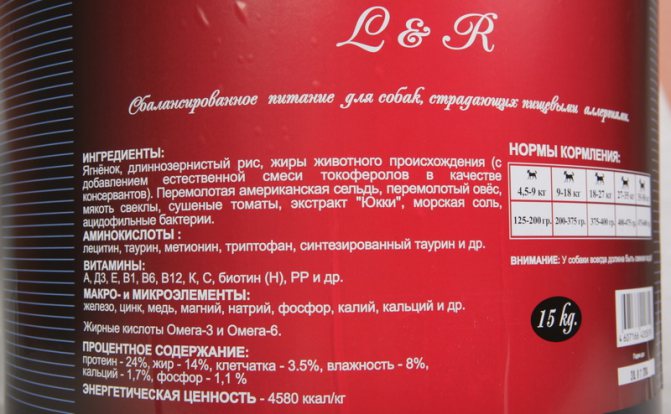 L & R
Сбалансированное питание для собак, страдающих пищевыми аллергиями.
ИНГРЕДИЕНТЫ:
Ягнёнок, длиннозернистый рис, жиры животного происхождения (с
добавлением естественной смеси токоферолов в качестве
консервантов). Перемолотая американская сельдь, перемолотый овёс,
мякоть свеклы, сушеные томаты, экстракт "Юкки", морская соль,
ацидофильные бактерии.
АМИНОКИСЛОТЫ :
лецитин, таурин, метионин, триптофан, синтезированный таурин и др.
ВИТАМИНЫ:
А, Д3, Е, В1, В6, В12, К, С, биотин (Н), РР и др.
МАКРО- и МИКРОЭЛЕМЕНТЫ:
железо, цинк, медь, магний, натрий, фосфор, калий, кальций и др.
Жирные кислоты Омега-3 и Омега-6.
ПРОЦЕНТНОЕ СОДЕРЖАНИЕ:
протеин - 24%, жир - 14%, клетчатка - 3.5%, влажность - 8%,
кальций - 1,7%, фосфор - 1,1 %
ЭНЕРГЕТИЧЕСКАЯ ЦЕННОСТЬ - 4580 ккал/кг
НОРМЫ КОРМЛЕНИЯ:
4,5-9 кг 9-18 кг 18-27 кг
125-200 гр. 200-375 гр. 375-400 гр.
ВНИМАНИЕ: У собаки всегда должна быть
15 kg.